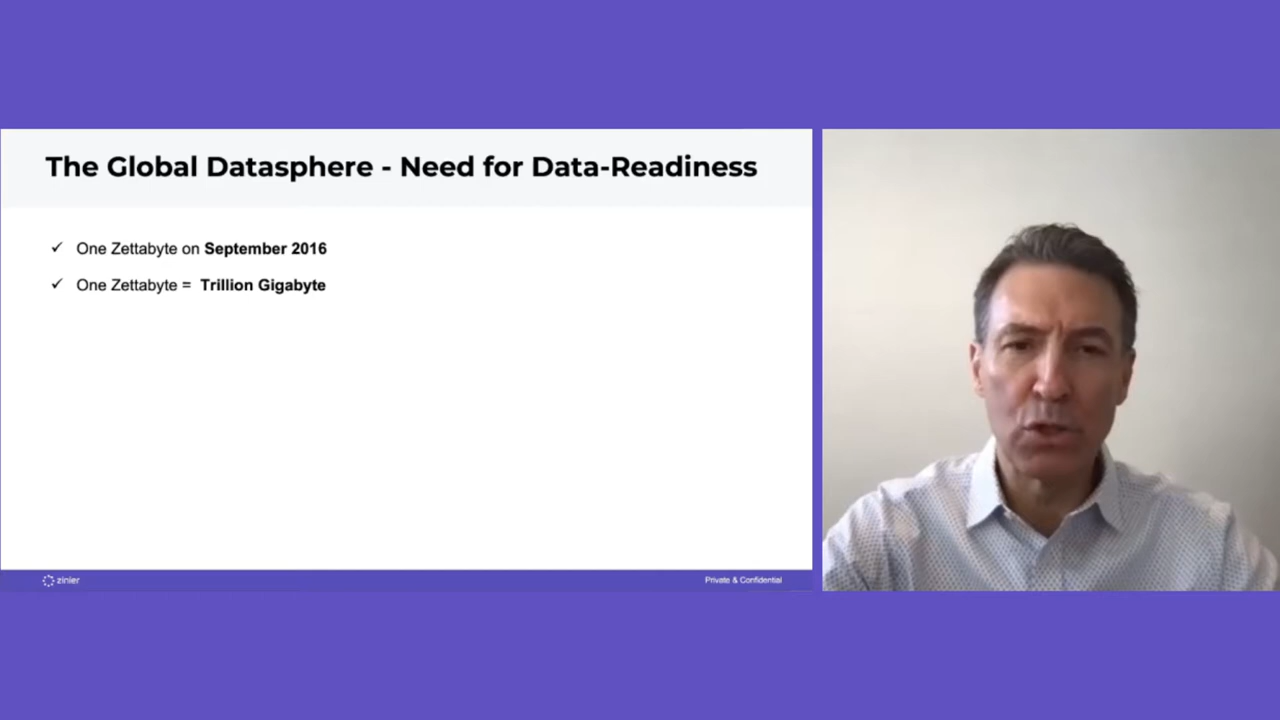 The Global Datasphere - Need for Data-Readiness
✓ One Zettabyte on September 2016
✓ One Zettabyte = Trillion Gigabyte
zinier
Private & Confidential